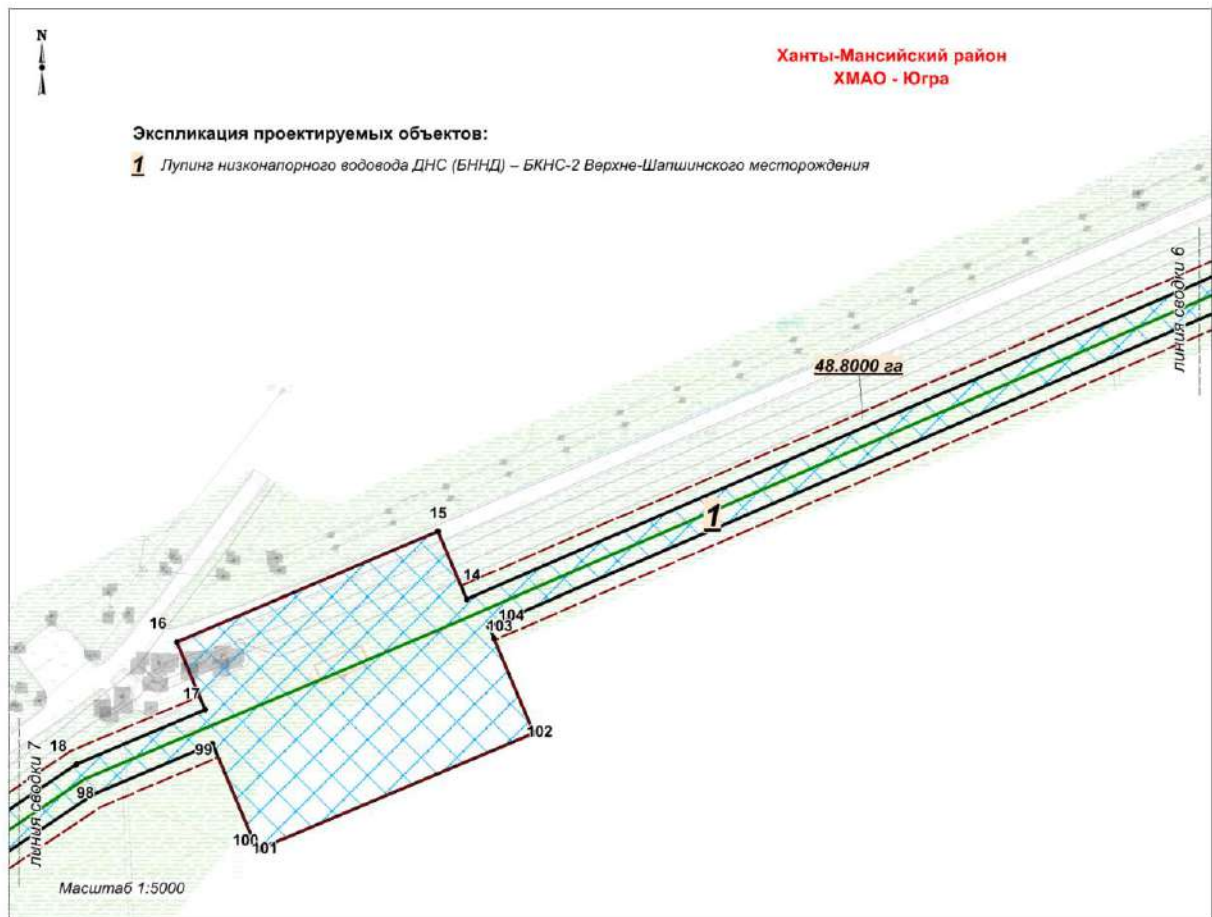 N
Ханты-Мансийский район
ХМАО - Югра
Экспликация проектируемых объектов:
1 Лупинг низконапорного водовода ДНС (БННД) – БКНС-2 Верхне-Шапшинского месторождения
линия сводки 6
48.8000 га
15
1
14
104
16
103
17
102
18
99
98
линия сводки 7
100
101
Масштаб 1:5000